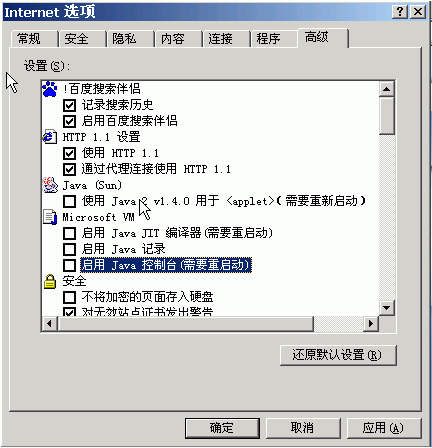 Internet 选项
常规 安全 隐私 内容 连接 程序 高级
设置(S):
!百度搜索伴侣
记录搜索历史
启用百度搜索伴侣
HTTP 1.1 设置
使用 HTTP 1.1
通过代理连接使用 HTTP 1.1
Java (Sun)
使用 Java 2 v1.4.0 用于 <applet>(需要重新启动)
Microsoft VM
启用 Java JIT 编译器(需要重启动)
启用 Java 记录
启用 Java 控制台(需要重启动)
安全
不将加密的页面存入硬盘
对无效站点证书发出警告
还原默认设置(R)
确定 取消 应用(A)